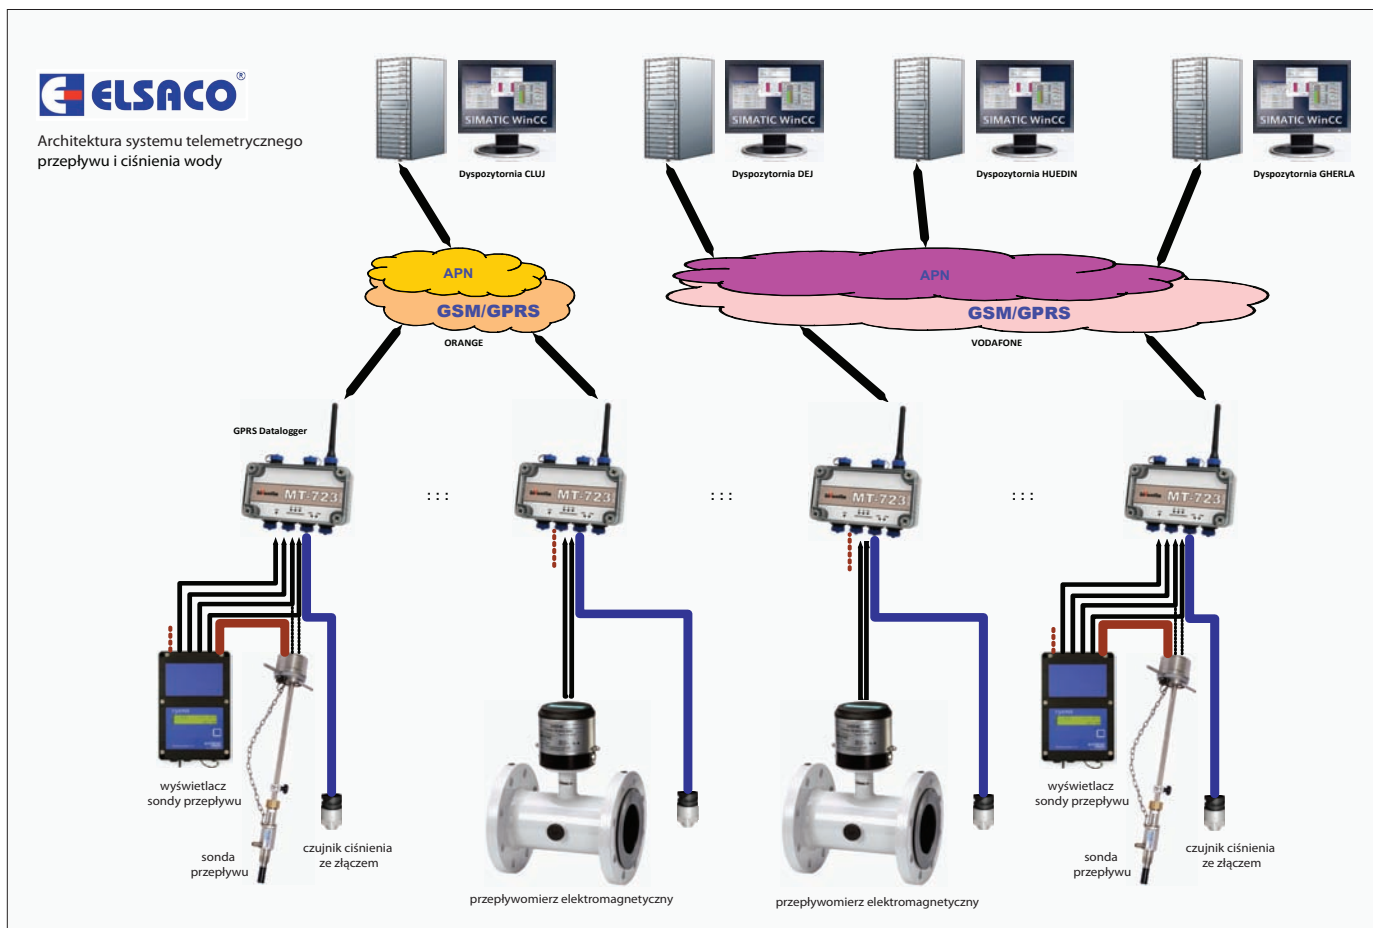 ELSACO®
Architektura systemu telemetrycznego
przepływu i ciśnienia wody
SIMATIC WinCC
SIMATIC WinCC
SIMATIC WinCC
SIMATIC WinCC
Dyspozytornia CLUJ
Dyspozytornia DEJ
Dyspozytornia HUEDIN
Dyspozytornia GHERLA
APN
GSM/GPRS
ORANGE
APN
GSM/GPRS
VODAFONE
GPRS Datalogger
MT-723
: : :
MT-723
: : :
MT-723
: : :
MT-723
wyświetlacz
sondy przepływu
sonda
przepływu
czujnik ciśnienia
ze złączem
przepływomierz elektromagnetyczny
przepływomierz elektromagnetyczny
wyświetlacz
sondy przepływu
sonda
przepływu
czujnik ciśnienia
ze złączem